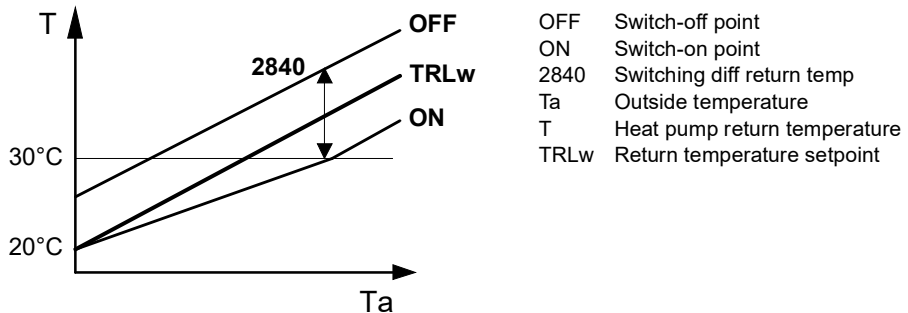 T
OFF
2840
TRLw
ON
30°C
20°C
Ta
OFF Switch-off point
ON Switch-on point
2840 Switching diff return temp
Ta Outside temperature
T Heat pump return temperature
TRLw Return temperature setpoint